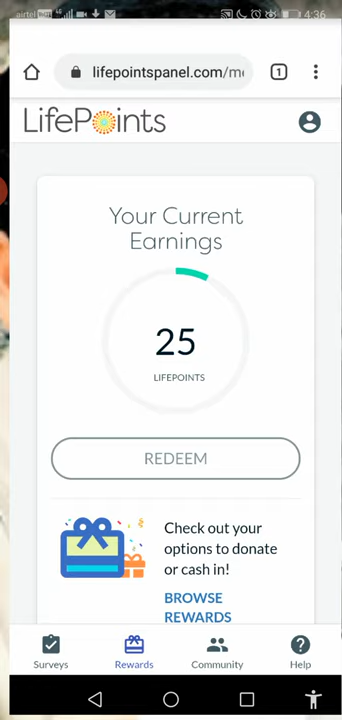 airtel 4:36
lifepointspanel.com/me
1
LifePoints
Your Current
Earnings
25
LIFEPOINTS
REDEEM
Check out your
options to donate
or cash in!
BROWSE
REWARDS
Surveys
Rewards
Community
Help